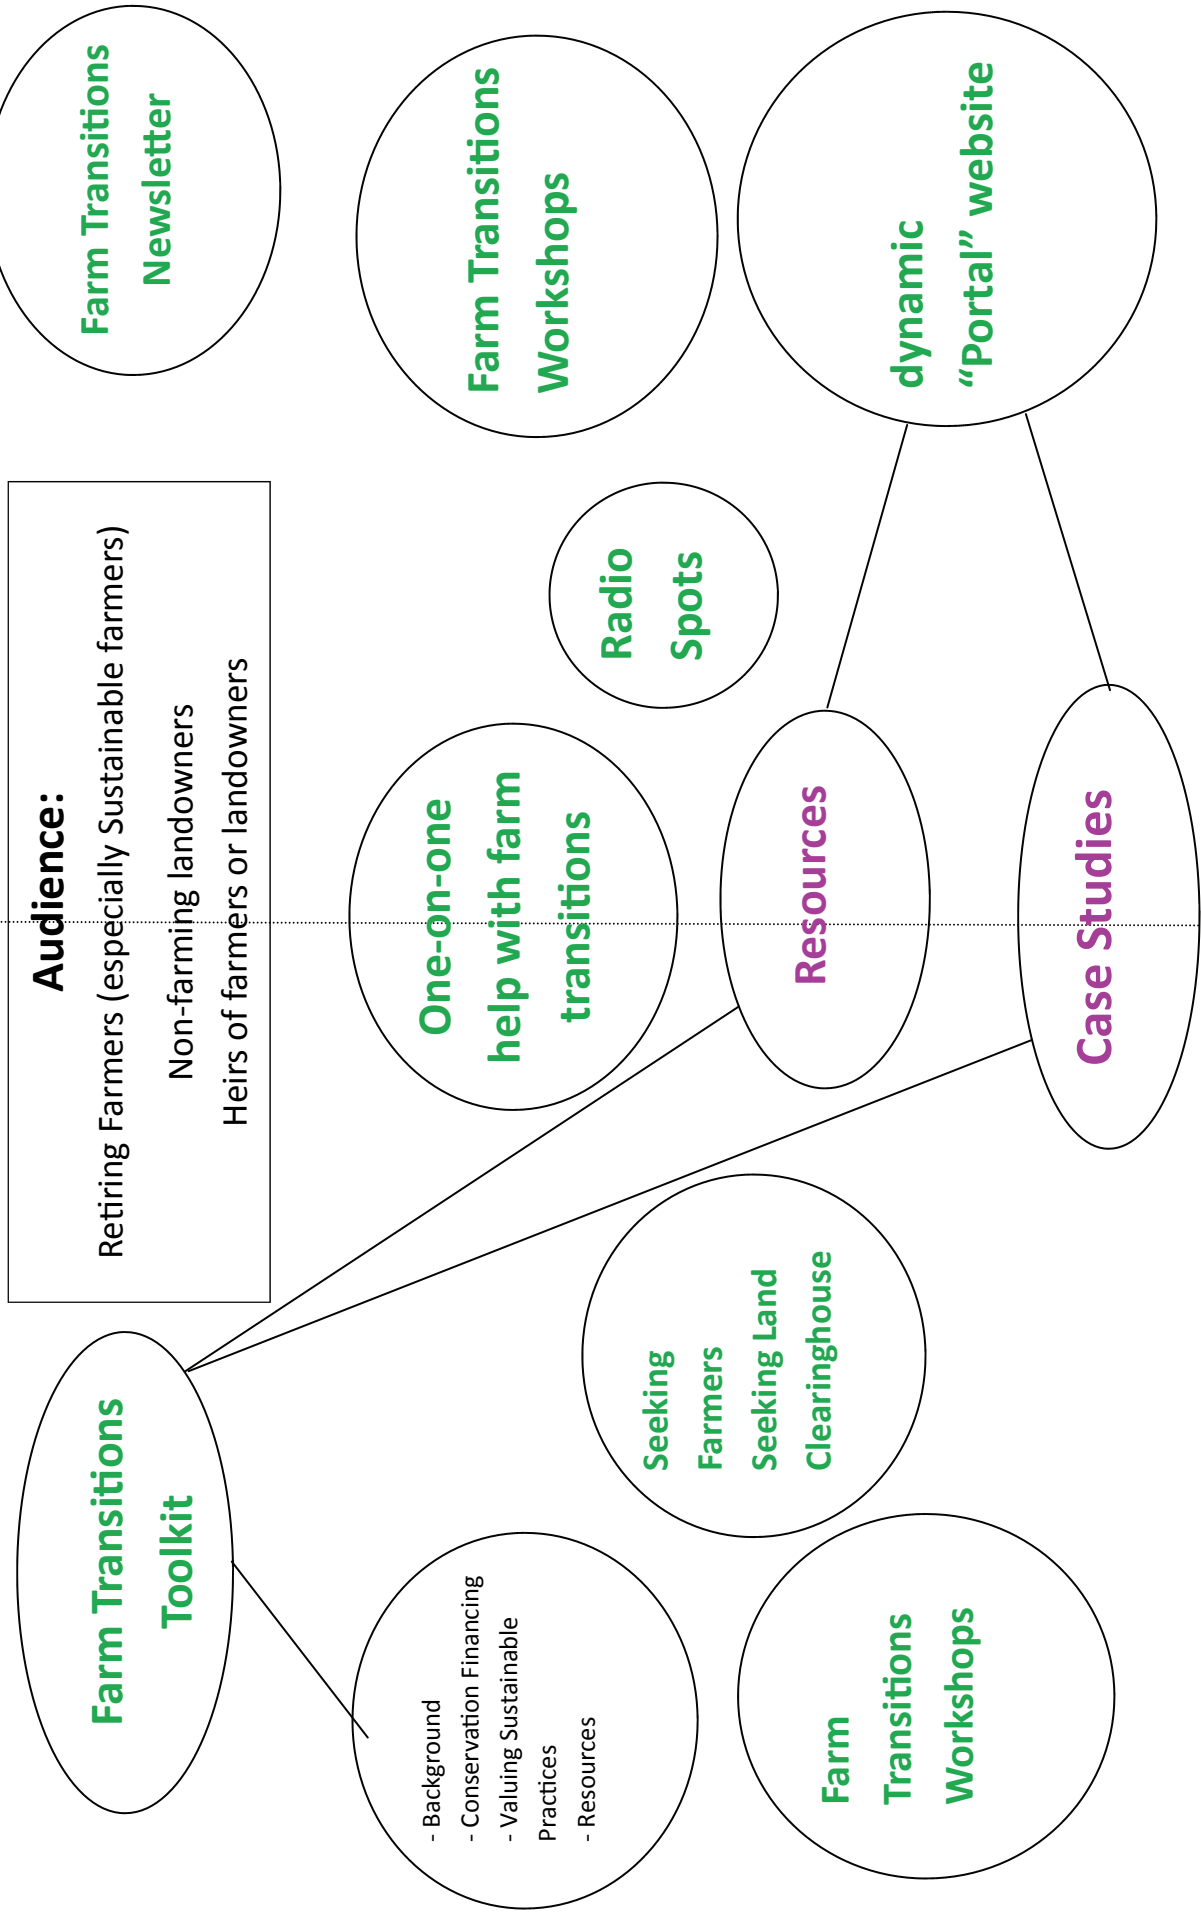 Audience:
Retiring Farmers (especially Sustainable farmers)
Non-farming landowners
Heirs of farmers or landowners
Farm Transitions
Toolkit
Farm Transitions
Newsletter
- Background
- Conservation Financing
- Valuing Sustainable
Practices
- Resources
One-on-one
help with farm
transitions
Farm Transitions
Workshops
Radio
Spots
Seeking
Farmers
Seeking Land
Clearinghouse
Resources
Farm
Transitions
Workshops
dynamic
“Portal” website
Case Studies